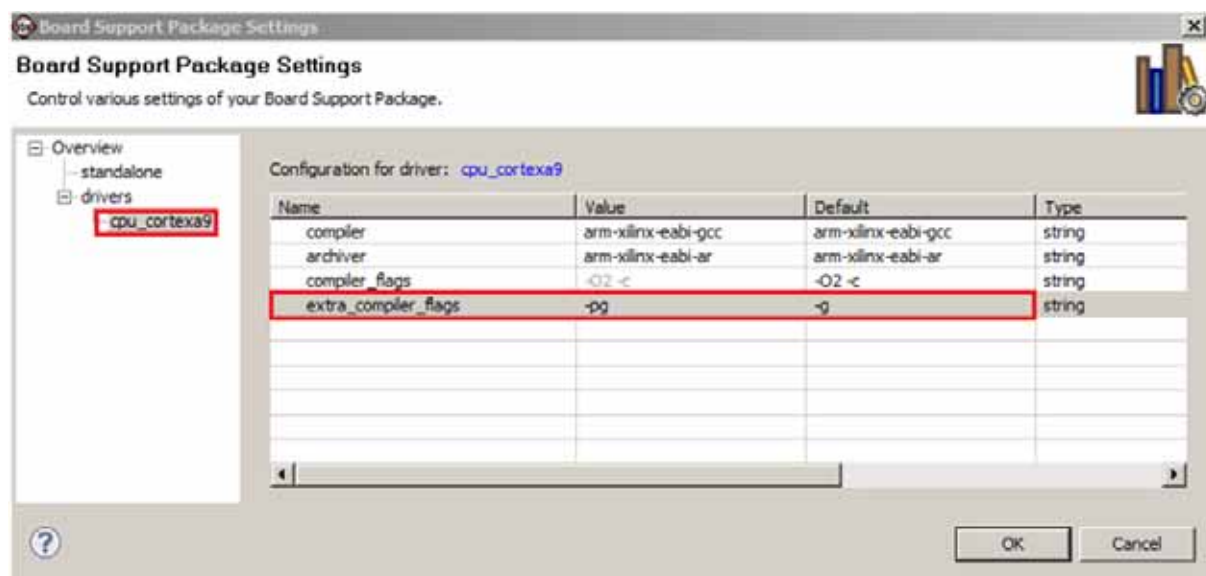 Board Support Package Settings
Board Support Package Settings
Control various settings of your Board Support Package.
Overview
standalone
drivers
cpu_cortexa9
Configuration for driver: cpu_cortexa9
Name Value Default Type
compiler arm-xilinx-eabi-gcc arm-xilinx-eabi-gcc string
archiver arm-xilinx-eabi-ar arm-xilinx-eabi-ar string
compiler_flags -O2 -c -O2 -c string
extra_compiler_flags -pg -g string
OK Cancel